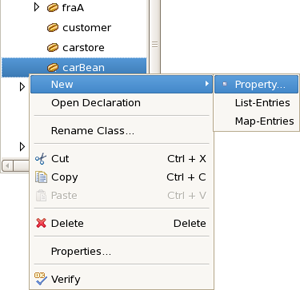 fraA
customer
carstore
carBean
New
Property...
Open Declaration
List-Entries
Map-Entries
Rename Class...
Cut Ctrl + X
Copy Ctrl + C
Paste Ctrl + V
Delete Delete
Properties...
Verify